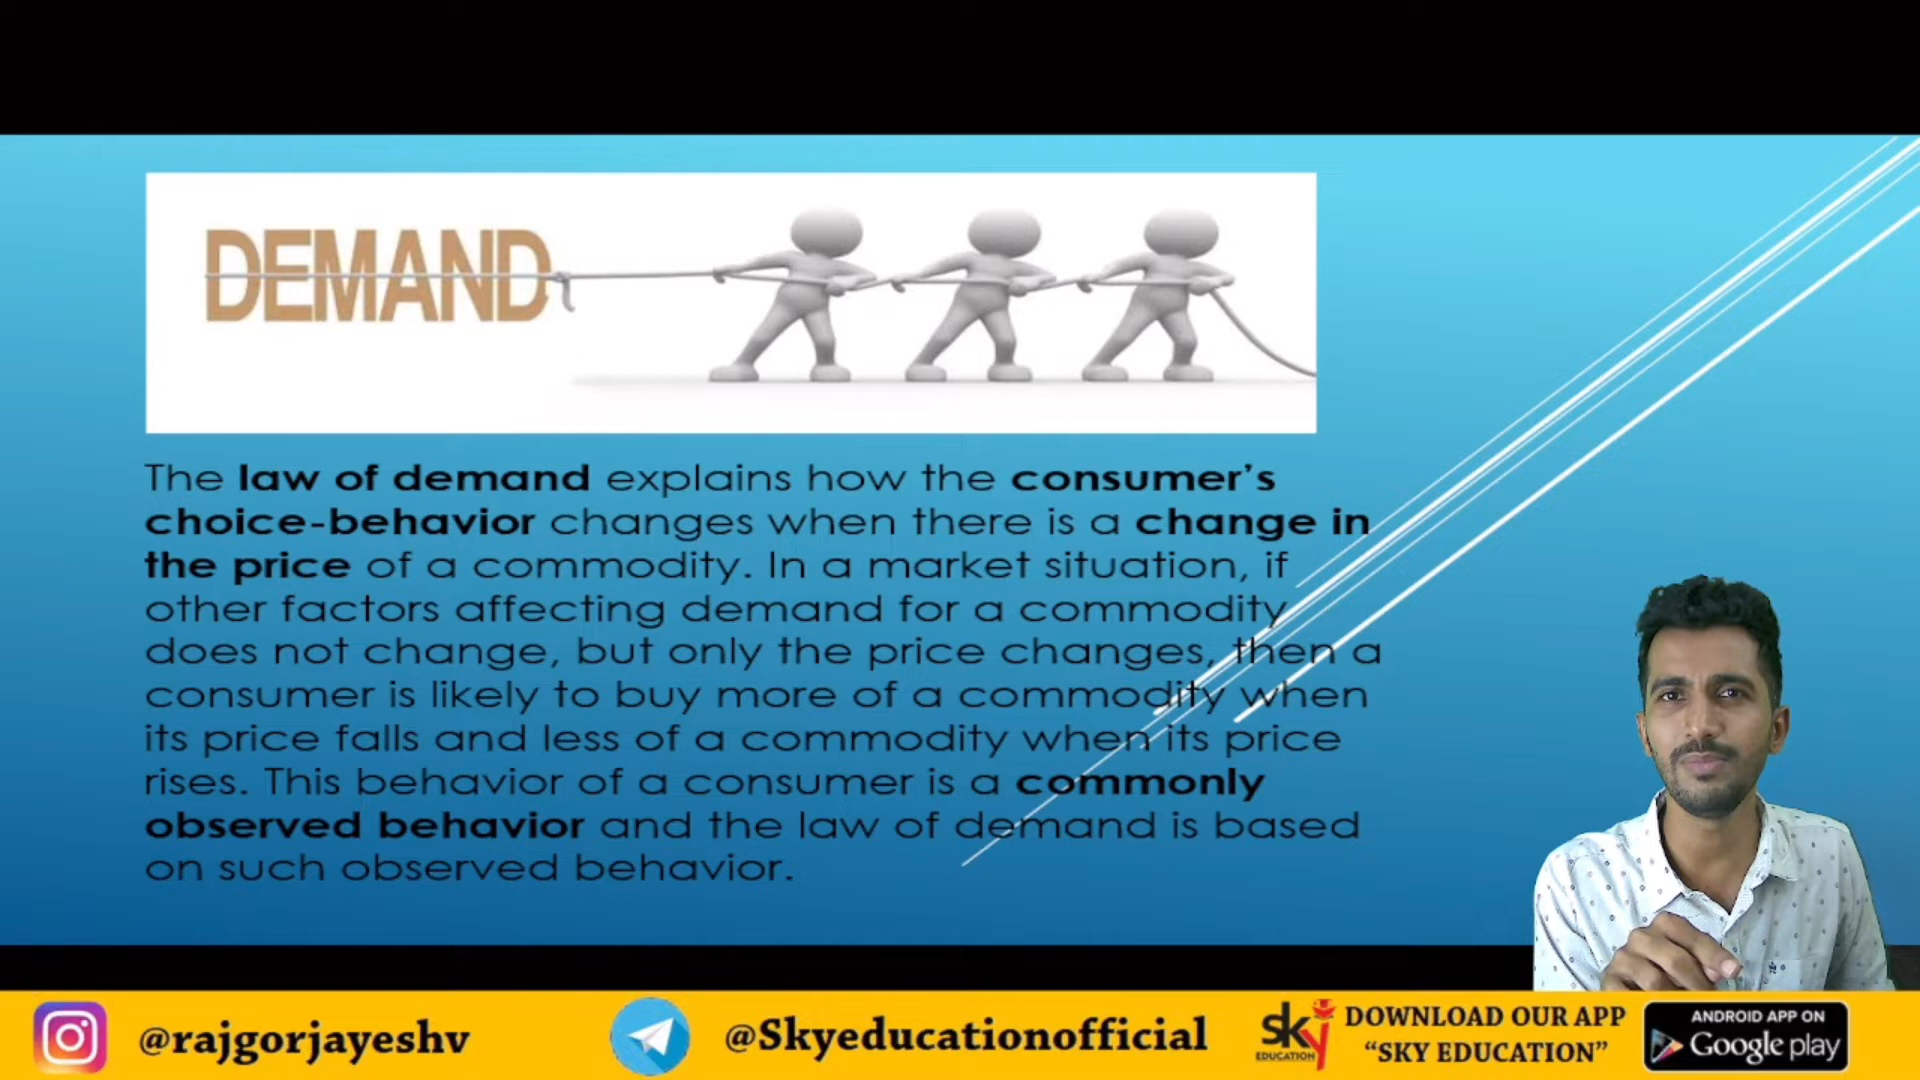 DEMAND
The law of demand explains how the consumer's
choice-behavior changes when there is a change in
the price of a commodity. In a market situation, if
other factors affecting demand for a commodity
does not change, but only the price changes, then a
consumer is likely to buy more of a commodity when
its price falls and less of a commodity when its price
rises. This behavior of a consumer is a commonly
observed behavior and the law of demand is based
on such observed behavior.
@rajgorjayeshv
@Skyeducationofficial
sky
EDUCATION
DOWNLOAD OUR APP
“SKY EDUCATION”
ANDROID APP ON
Google play